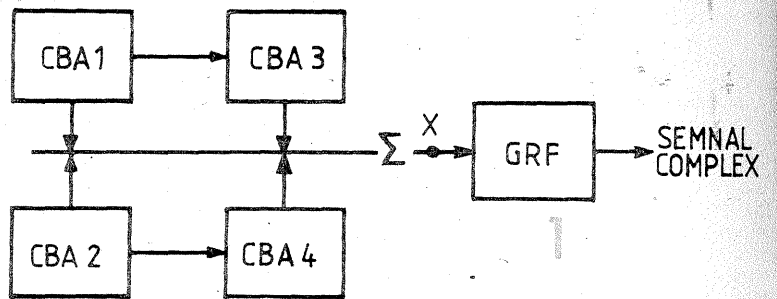 CBA1
CBA 3
Σ
X
GRF
SEMNAL
COMPLEX
CBA 2
CBA 4